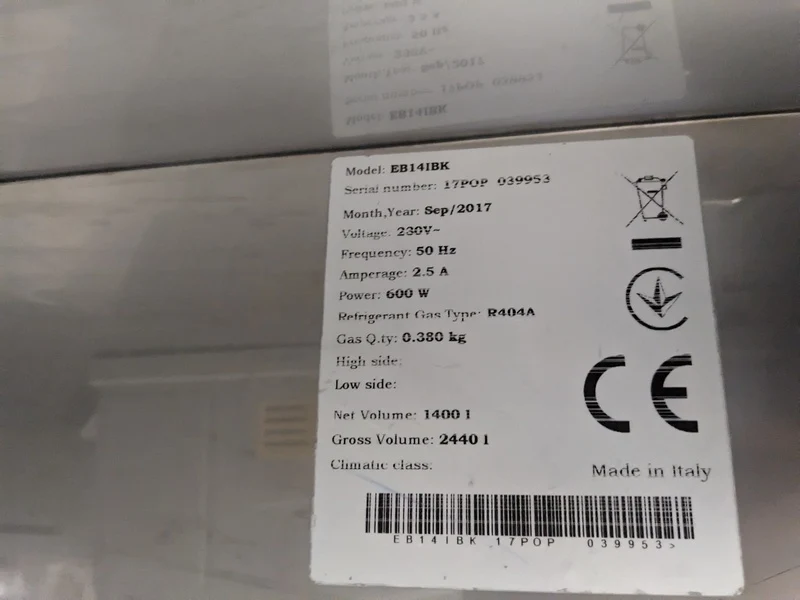 Model: EB14IBK
Serial number: 17POP 039953
Month,Year: Sep/2017
Voltage: 230V~
Frequency: 50 Hz
Amperage: 2.5 A
Power: 600 W
Refrigerant Gas Type: R404A
Gas Q.ty: 0.380 kg
High side:
Low side:
Net Volume: 1400 l
Gross Volume: 2440 l
Climatic class:
CE
Made in Italy
EB14IBK 17POP 039953>